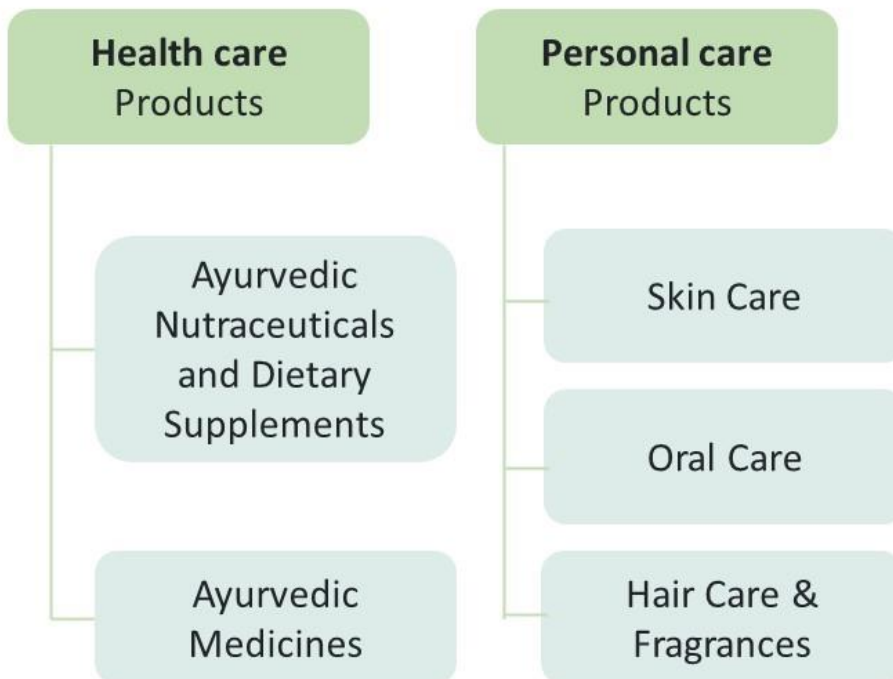 Health care
Products
Ayurvedic
Nutraceuticals
and Dietary
Supplements
Ayurvedic
Medicines
Personal care
Products
Skin Care
Oral Care
Hair Care &
Fragrances